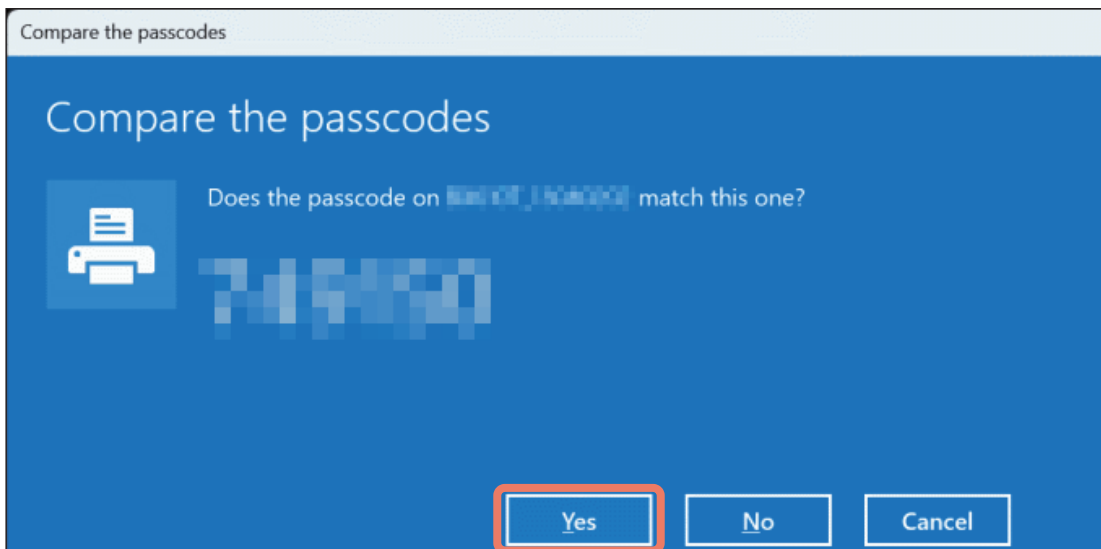 Compare the passcodes
Compare the passcodes
Does the passcode on match this one?
Yes
No
Cancel